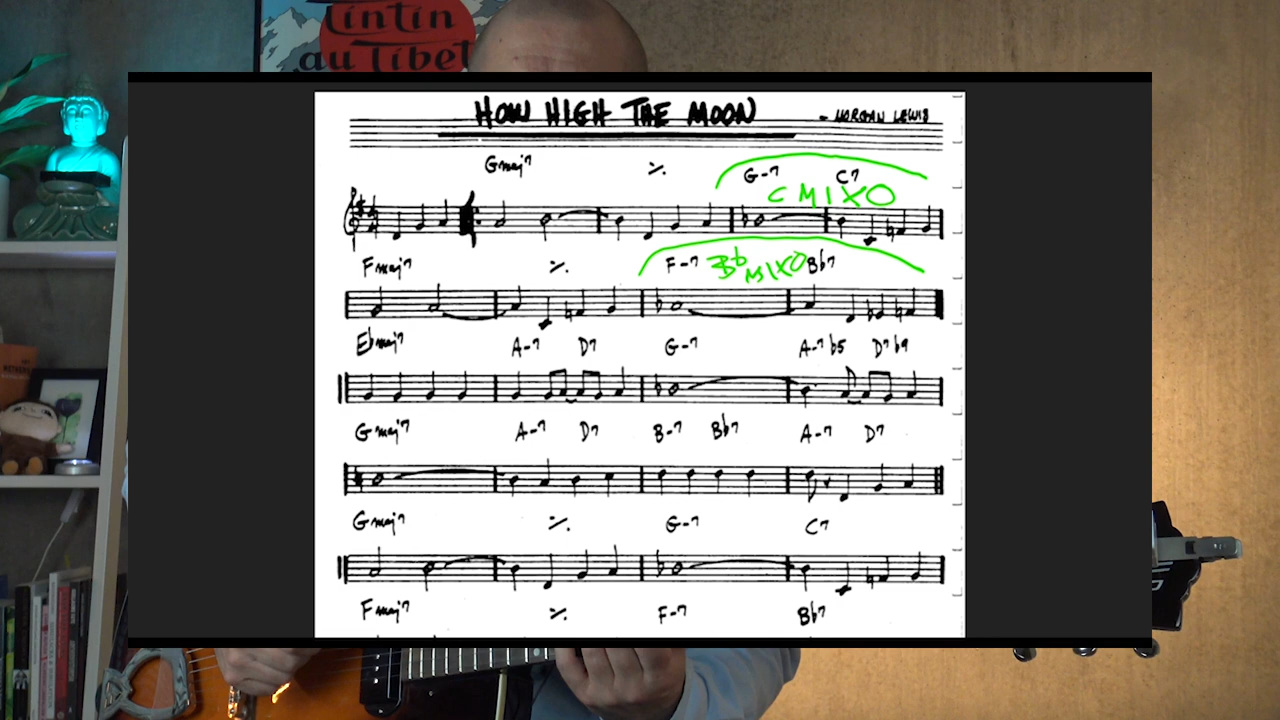 Tintin
au Tibet
HOW HIGH THE MOON
- MORGAN LEWIS
Gmaj7 ٪ G-7 C7
C MIXO
Fmaj7 ٪ F-7 Bb MIXO Bb7
Ebmaj7 A-7 D7 G-7 A-7b5 D7b9
Gmaj7 A-7 D7 B-7 Bb7 A-7 D7
Gmaj7 ٪ G-7 C7
Fmaj7 ٪ F-7 Bb7